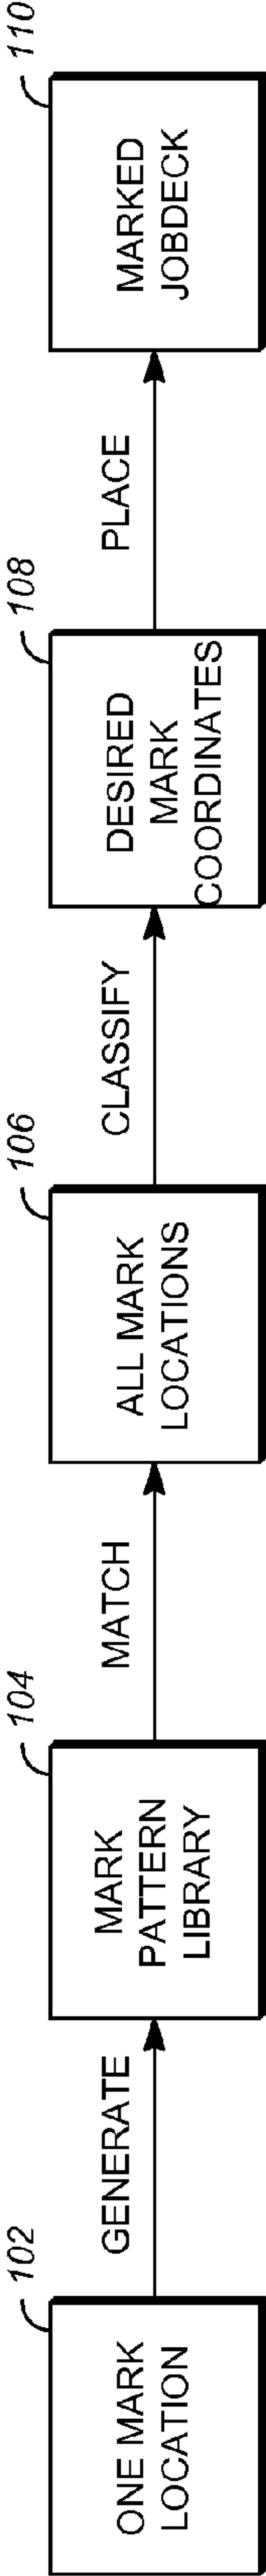 102
ONE MARK
LOCATION
GENERATE
104
MARK
PATTERN
LIBRARY
MATCH
106
ALL MARK
LOCATIONS
CLASSIFY
108
DESIRED
MARK
COORDINATES
PLACE
110
MARKED
JOBDECK